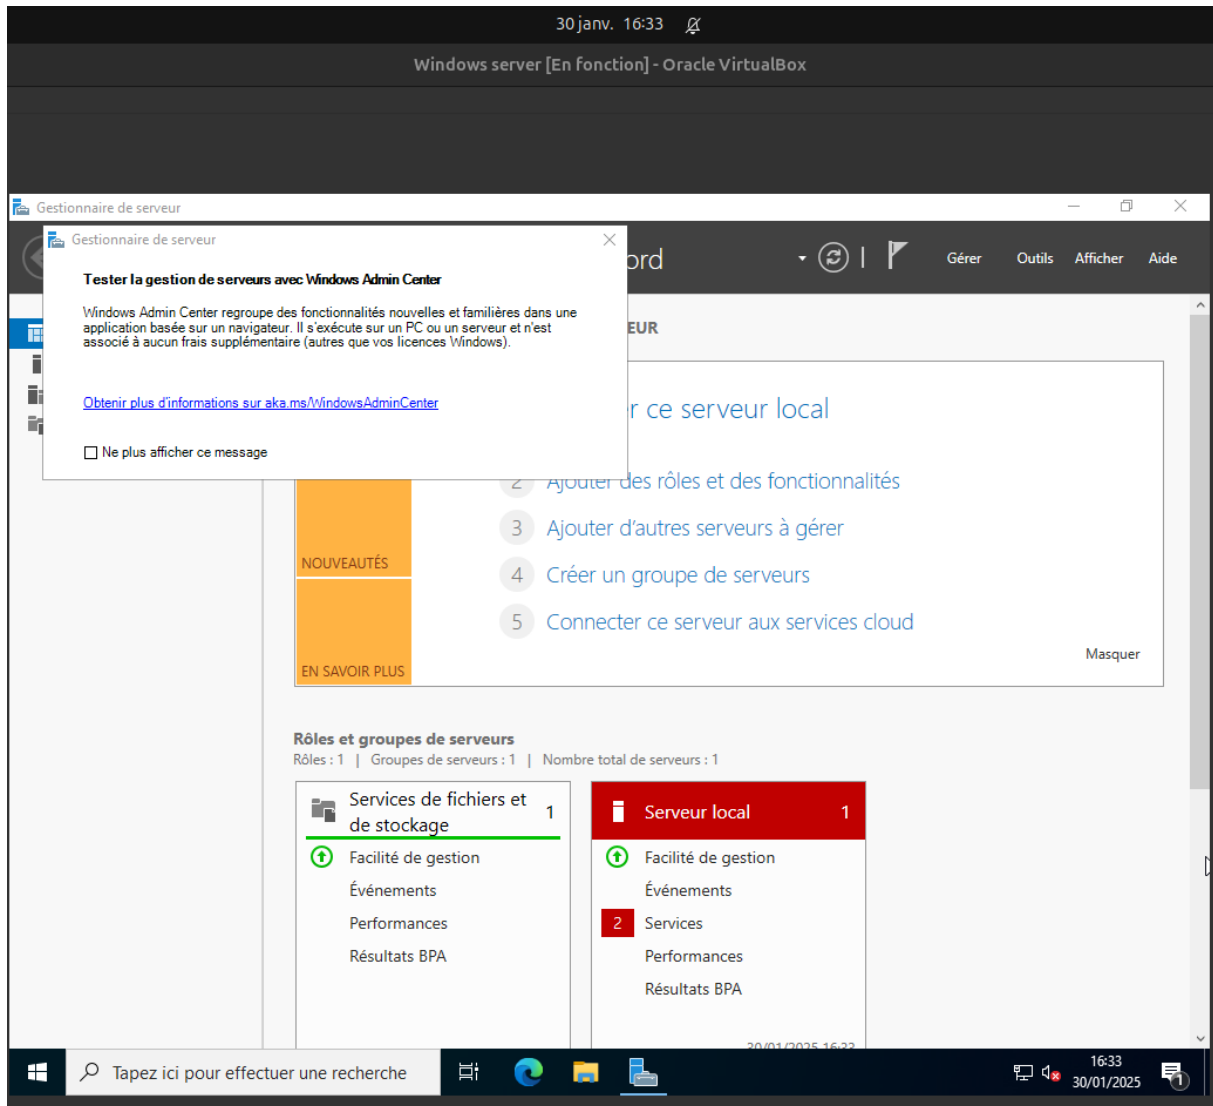 30 janv. 16:33
Windows server [En fonction] - Oracle VirtualBox
Gestionnaire de serveur
Gestionnaire de serveur
Gérer Outils Afficher Aide
Tester la gestion de serveurs avec Windows Admin Center
Windows Admin Center regroupe des fonctionnalités nouvelles et familières dans une
application basée sur un navigateur. Il s'exécute sur un PC ou un serveur et n'est
associé à aucun frais supplémentaire (autres que vos licences Windows).
Obtenir plus d'informations sur aka.ms/WindowsAdminCenter
Ne plus afficher ce message
ord
EUR
r ce serveur local
2 Ajouter des rôles et des fonctionnalités
3 Ajouter d'autres serveurs à gérer
4 Créer un groupe de serveurs
5 Connecter ce serveur aux services cloud
NOUVEAUTÉS
EN SAVOIR PLUS
Masquer
Rôles et groupes de serveurs
Rôles : 1 | Groupes de serveurs : 1 | Nombre total de serveurs : 1
Services de fichiers et
de stockage
1
Facilité de gestion
Événements
Performances
Résultats BPA
Serveur local 1
Facilité de gestion
Événements
2 Services
Performances
Résultats BPA
30/01/2025 16:33
Tapez ici pour effectuer une recherche
16:33
30/01/2025
1